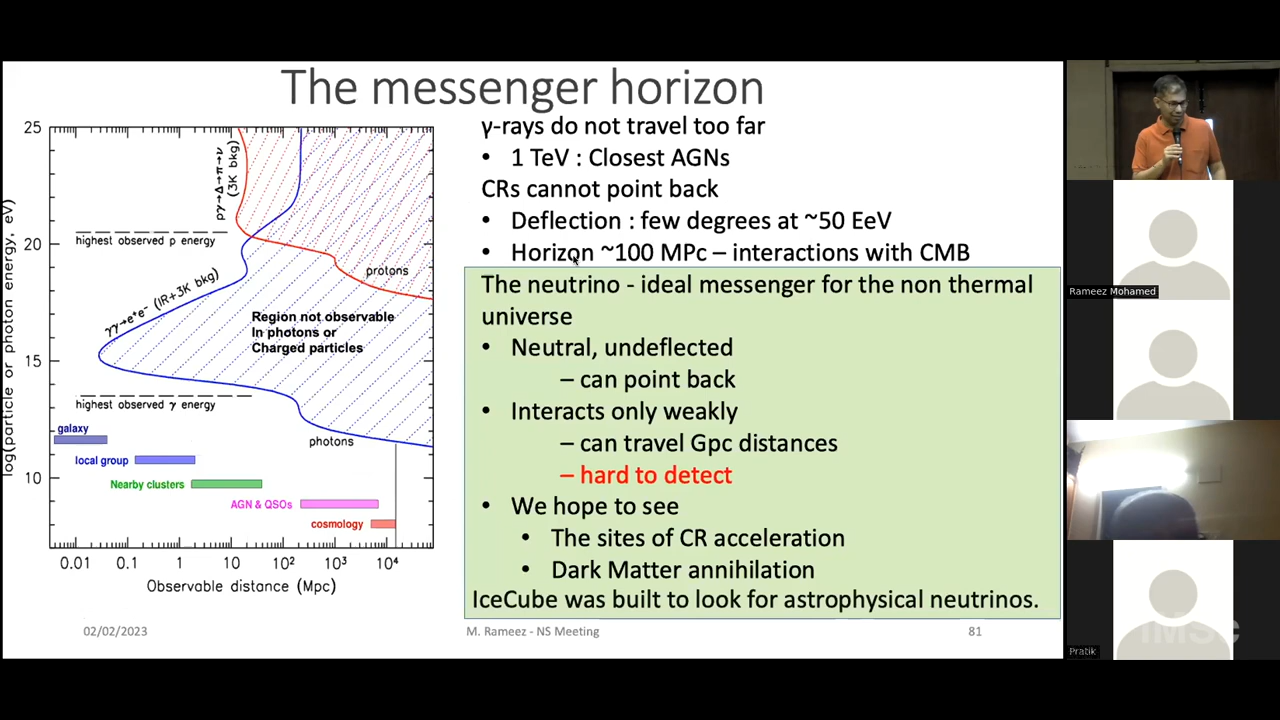 The messenger horizon
25
20
15
10
log(particle or photon energy, eV)
pγ→Δ→π→ν
(3K bkg)
highest observed p energy
protons
γγ→e⁺e⁻ (IR+3K bkg)
Region not observable
In photons or
Charged particles
highest observed γ energy
photons
galaxy
local group
Nearby clusters
AGN & QSOs
cosmology
0.01 0.1 1 10 10² 10³ 10⁴
Observable distance (Mpc)
γ-rays do not travel too far
• 1 TeV : Closest AGNs
CRs cannot point back
• Deflection : few degrees at ~50 EeV
• Horizon ~100 MPc – interactions with CMB
The neutrino - ideal messenger for the non thermal
universe
• Neutral, undeflected
– can point back
• Interacts only weakly
– can travel Gpc distances
– hard to detect
• We hope to see
• The sites of CR acceleration
• Dark Matter annihilation
IceCube was built to look for astrophysical neutrinos.
02/02/2023
M. Rameez - NS Meeting
81
Rameez Mohamed
IMSc
Pratik